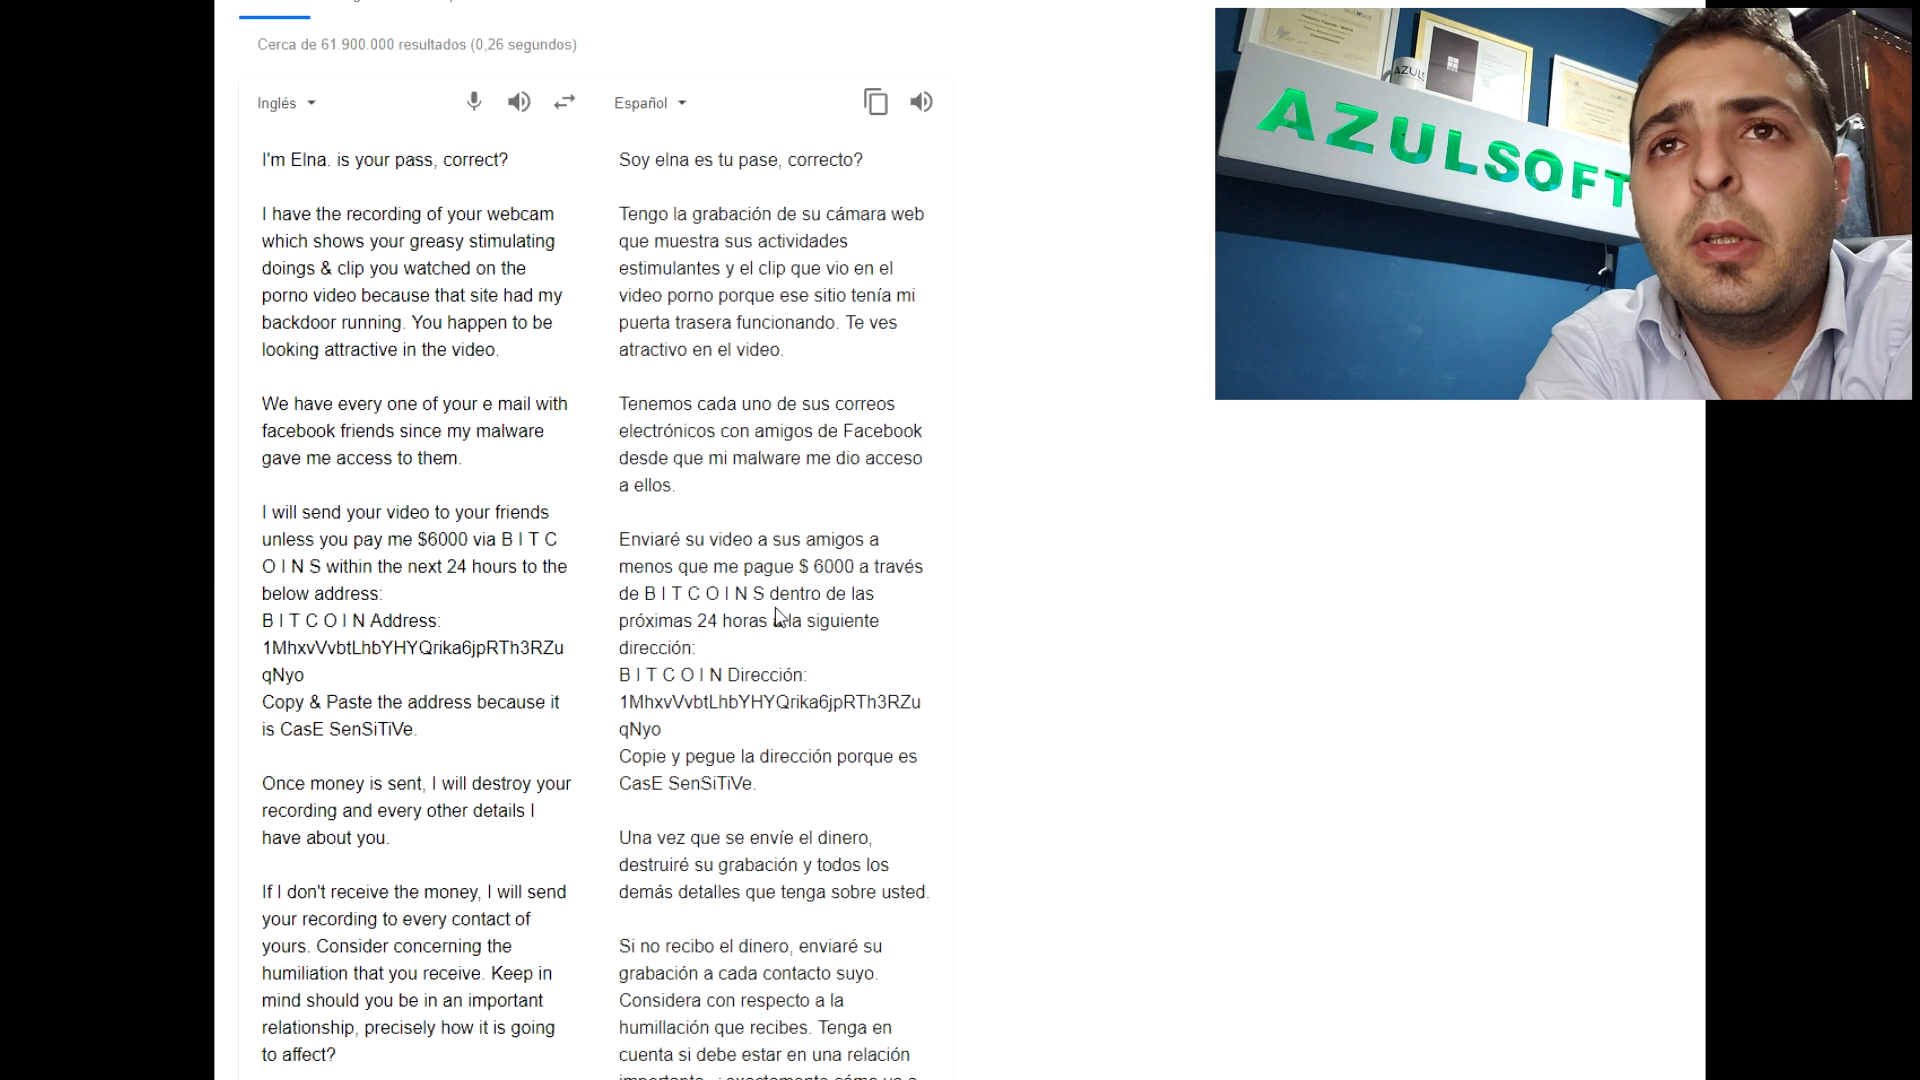 Cerca de 61.900.000 resultados (0,26 segundos)
Inglés
Español
I'm Elna. is your pass, correct?
I have the recording of your webcam
which shows your greasy stimulating
doings & clip you watched on the
porno video because that site had my
backdoor running. You happen to be
looking attractive in the video.
We have every one of your e mail with
facebook friends since my malware
gave me access to them.
I will send your video to your friends
unless you pay me $6000 via B I T C
O I N S within the next 24 hours to the
below address:
B I T C O I N Address:
1MhxvVvbtLhbYHYQrika6jpRTh3RZu
qNyo
Copy & Paste the address because it
is CasE SenSiTiVe.
Once money is sent, I will destroy your
recording and every other details I
have about you.
If I don't receive the money, I will send
your recording to every contact of
yours. Consider concerning the
humiliation that you receive. Keep in
mind should you be in an important
relationship, precisely how it is going
to affect?
Soy elna es tu pase, correcto?
Tengo la grabación de su cámara web
que muestra sus actividades
estimulantes y el clip que vio en el
video porno porque ese sitio tenía mi
puerta trasera funcionando. Te ves
atractivo en el video.
Tenemos cada uno de sus correos
electrónicos con amigos de Facebook
desde que mi malware me dio acceso
a ellos.
Enviaré su video a sus amigos a
menos que me pague $ 6000 a través
de B I T C O I N S dentro de las
próximas 24 horas a la siguiente
dirección:
B I T C O I N Dirección:
1MhxvVvbtLhbYHYQrika6jpRTh3RZu
qNyo
Copie y pegue la dirección porque es
CasE SenSiTiVe.
Una vez que se envíe el dinero,
destruiré su grabación y todos los
demás detalles que tenga sobre usted.
Si no recibo el dinero, enviaré su
grabación a cada contacto suyo.
Considera con respecto a la
humillación que recibes. Tenga en
cuenta si debe estar en una relación
AZULSOFT